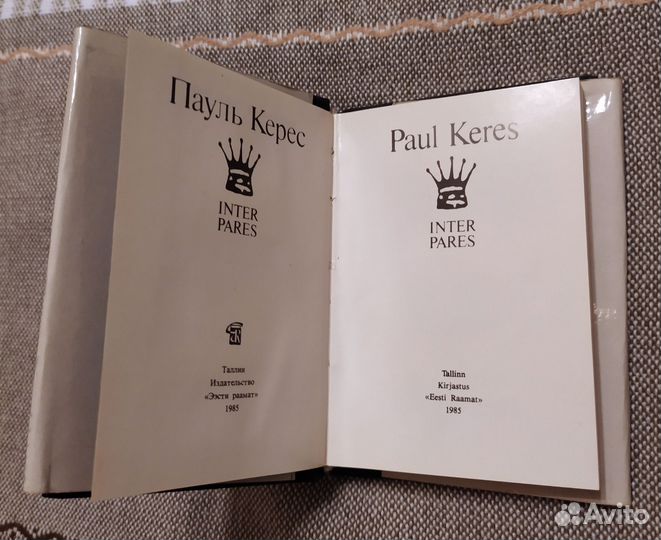 Пауль Керес
INTER
PARES
Таллин
Издательство
«Ээсти раамат»
1985
Paul Keres
INTER
PARES
Tallinn
Kirjastus
«Eesti Raamat»
1985
Avito